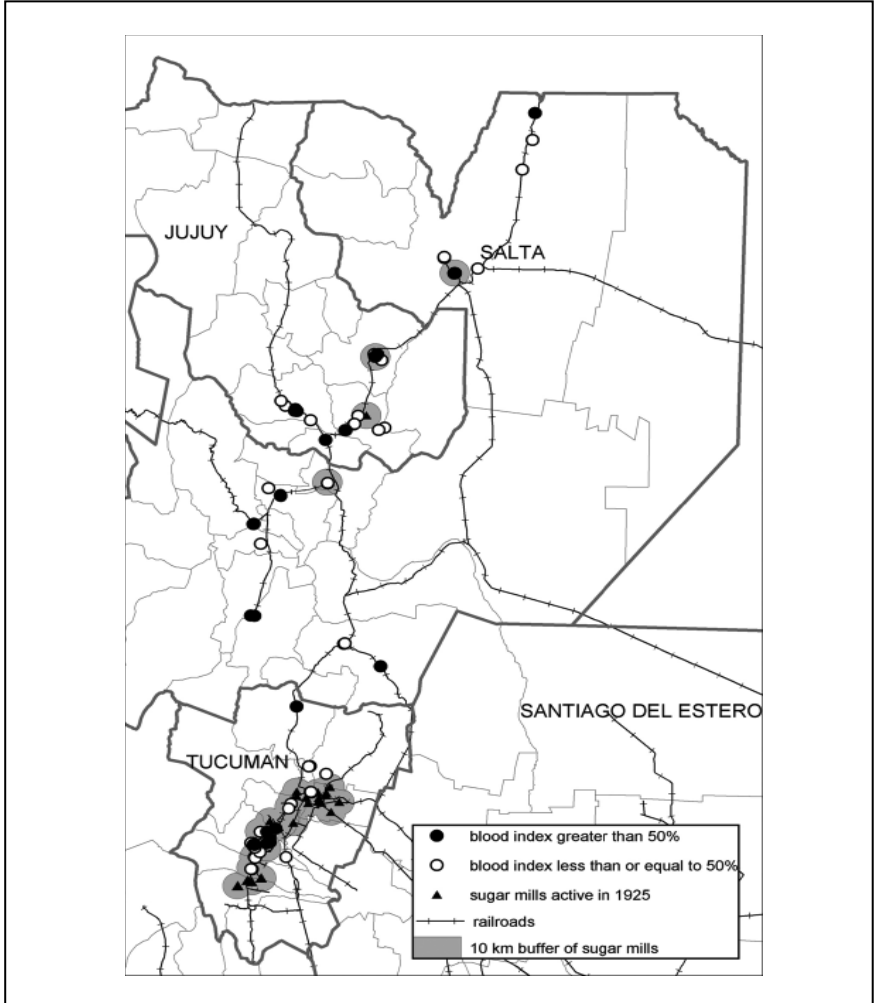 JUJUY
SALTA
SANTIAGO DEL ESTERO
TUCUMAN
blood index greater than 50%
blood index less than or equal to 50%
sugar mills active in 1925
railroads
10 km buffer of sugar mills